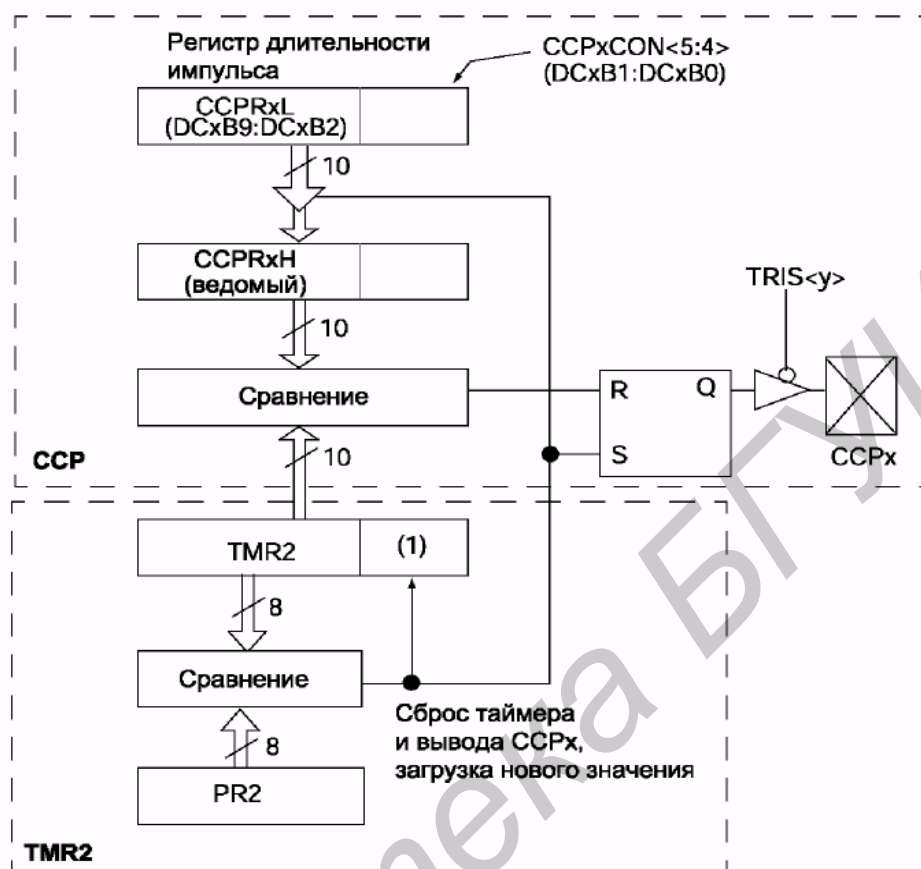 Регистр длительности
импульса
CCPxCON<5:4>
(DCxB1:DCxB0)
CCPRxL
(DCxB9:DCxB2)
10
CCPRxH
(ведомый)
10
TRIS<y>
Сравнение
R
Q
S
CCPx
10
CCP
TMR2
(1)
8
Сравнение
Сброс таймера
и вывода CCPx,
загрузка нового значения
8
PR2
TMR2